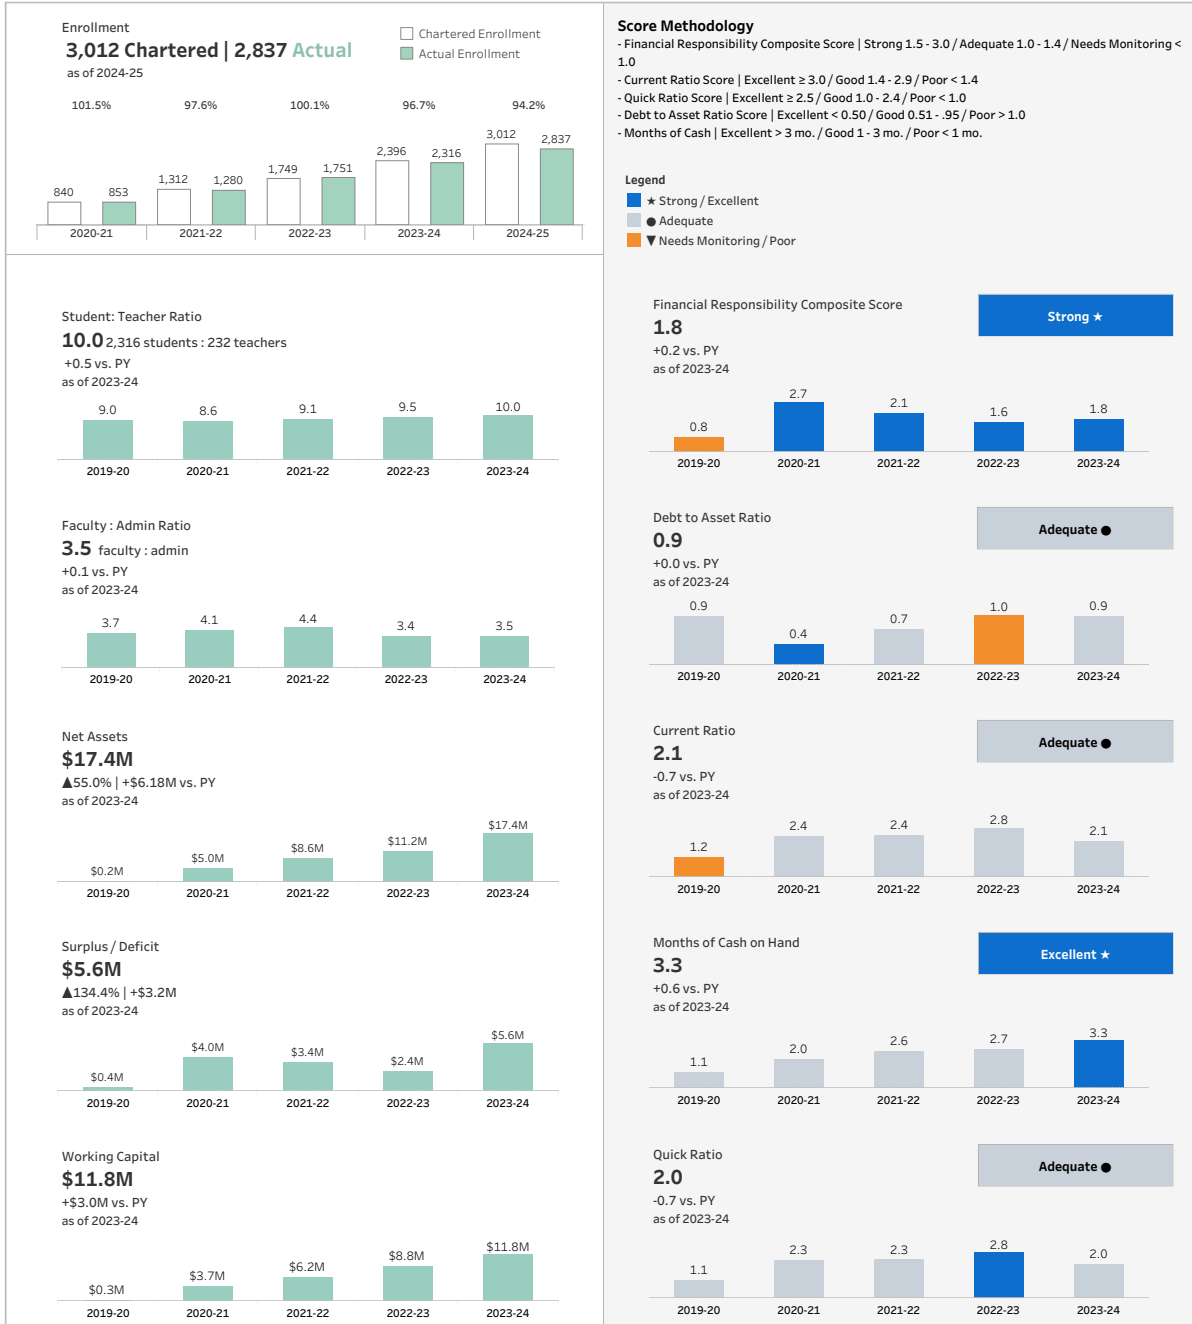 Enrollment
3,012 Chartered | 2,837 Actual
as of 2024-25
Chartered Enrollment
Actual Enrollment
101.5% 97.6% 100.1% 96.7% 94.2%
840 853 1,312 1,280 1,749 1,751 2,396 2,316 3,012 2,837
2020-21 2021-22 2022-23 2023-24 2024-25
Score Methodology
- Financial Responsibility Composite Score | Strong 1.5 - 3.0 / Adequate 1.0 - 1.4 / Needs Monitoring <
1.0
- Current Ratio Score | Excellent ≥ 3.0 / Good 1.4 - 2.9 / Poor < 1.4
- Quick Ratio Score | Excellent ≥ 2.5 / Good 1.0 - 2.4 / Poor < 1.0
- Debt to Asset Ratio Score | Excellent < 0.50 / Good 0.51 - .95 / Poor > 1.0
- Months of Cash | Excellent > 3 mo. / Good 1 - 3 mo. / Poor < 1 mo.
Legend
★ Strong / Excellent
● Adequate
▼ Needs Monitoring / Poor
Student: Teacher Ratio
10.0 2,316 students : 232 teachers
+0.5 vs. PY
as of 2023-24
9.0 8.6 9.1 9.5 10.0
2019-20 2020-21 2021-22 2022-23 2023-24
Faculty : Admin Ratio
3.5 faculty : admin
+0.1 vs. PY
as of 2023-24
3.7 4.1 4.4 3.4 3.5
2019-20 2020-21 2021-22 2022-23 2023-24
Net Assets
$17.4M
▲55.0% | +$6.18M vs. PY
as of 2023-24
$0.2M $5.0M $8.6M $11.2M $17.4M
2019-20 2020-21 2021-22 2022-23 2023-24
Surplus / Deficit
$5.6M
▲134.4% | +$3.2M
as of 2023-24
$0.4M $4.0M $3.4M $2.4M $5.6M
2019-20 2020-21 2021-22 2022-23 2023-24
Working Capital
$11.8M
+$3.0M vs. PY
as of 2023-24
$0.3M $3.7M $6.2M $8.8M $11.8M
2019-20 2020-21 2021-22 2022-23 2023-24
Financial Responsibility Composite Score
1.8
+0.2 vs. PY
as of 2023-24
Strong ★
0.8 2.7 2.1 1.6 1.8
2019-20 2020-21 2021-22 2022-23 2023-24
Debt to Asset Ratio
0.9
+0.0 vs. PY
as of 2023-24
Adequate ●
0.9 0.4 0.7 1.0 0.9
2019-20 2020-21 2021-22 2022-23 2023-24
Current Ratio
2.1
-0.7 vs. PY
as of 2023-24
Adequate ●
1.2 2.4 2.4 2.8 2.1
2019-20 2020-21 2021-22 2022-23 2023-24
Months of Cash on Hand
3.3
+0.6 vs. PY
as of 2023-24
Excellent ★
1.1 2.0 2.6 2.7 3.3
2019-20 2020-21 2021-22 2022-23 2023-24
Quick Ratio
2.0
-0.7 vs. PY
as of 2023-24
Adequate ●
1.1 2.3 2.3 2.8 2.0
2019-20 2020-21 2021-22 2022-23 2023-24